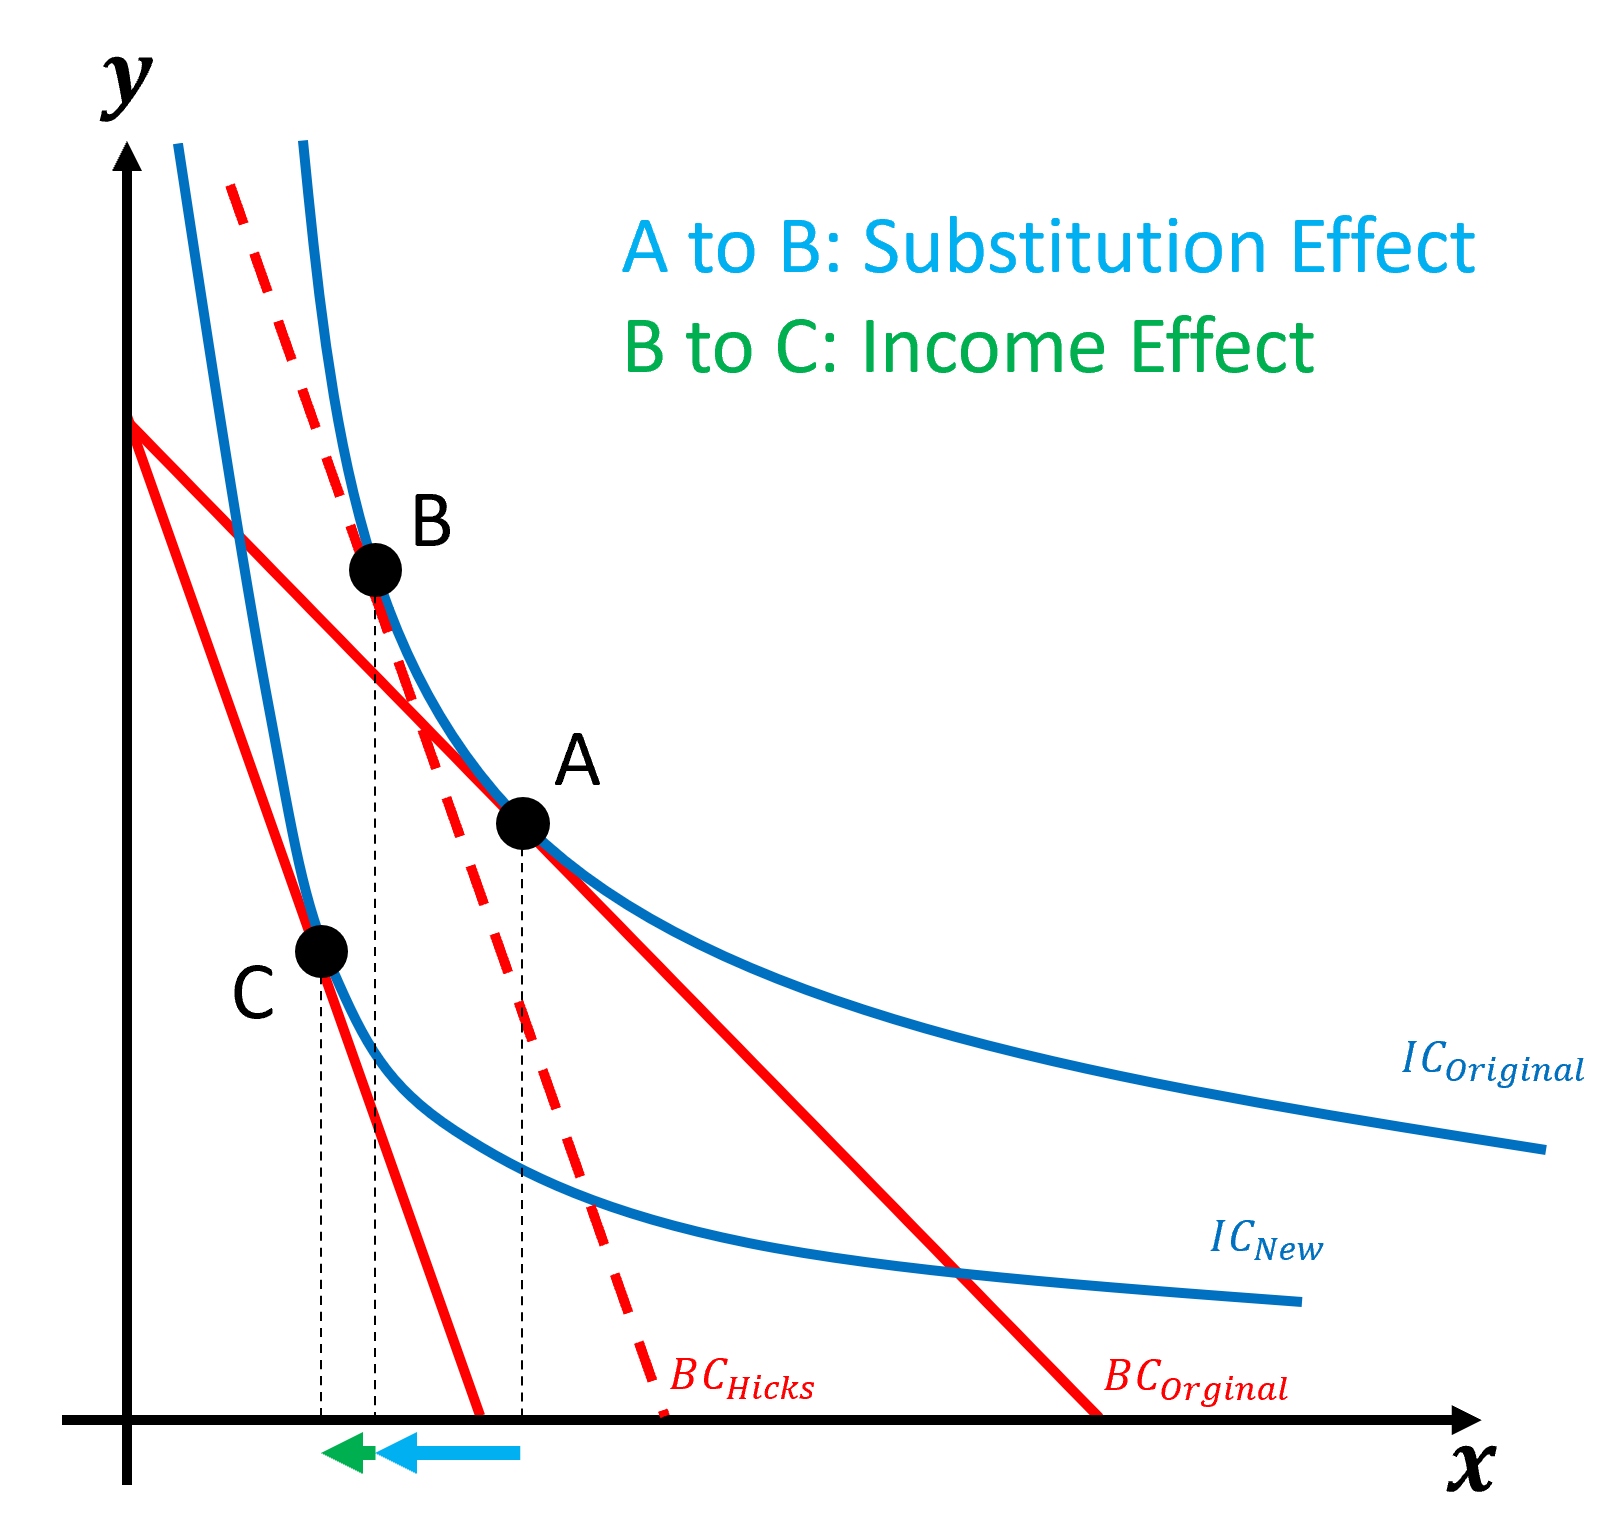 y
A to B: Substitution Effect
B to C: Income Effect
B
A
C
IC_Original
IC_New
BC_Hicks
BC_Orginal
x